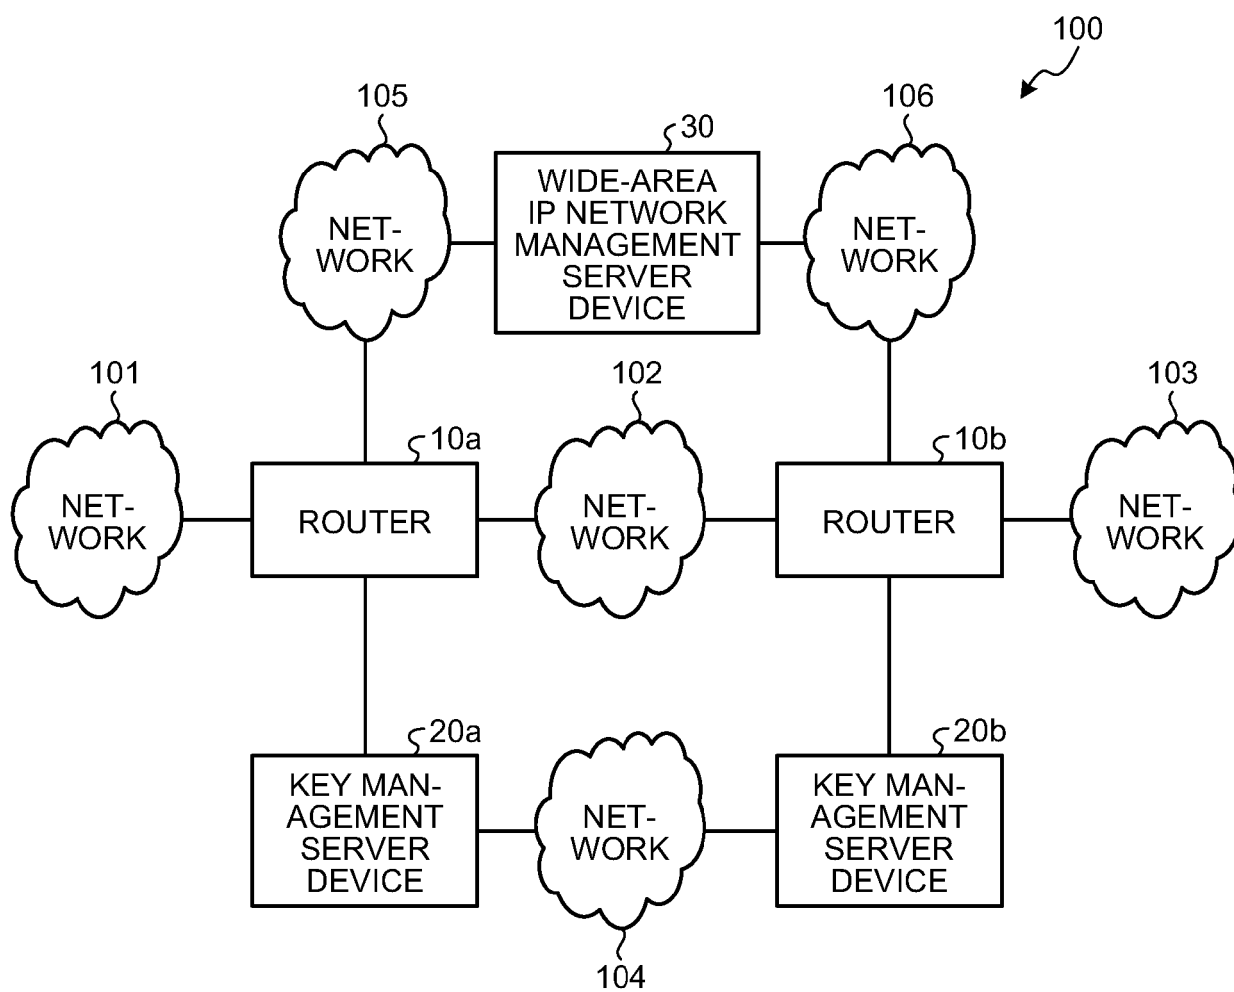 100
105
30
106
NET-
WORK
WIDE-AREA
IP NETWORK
MANAGEMENT
SERVER
DEVICE
NET-
WORK
101
102
103
10a
10b
NET-
WORK
ROUTER
NET-
WORK
ROUTER
NET-
WORK
20a
20b
KEY MAN-
AGEMENT
SERVER
DEVICE
NET-
WORK
KEY MAN-
AGEMENT
SERVER
DEVICE
104